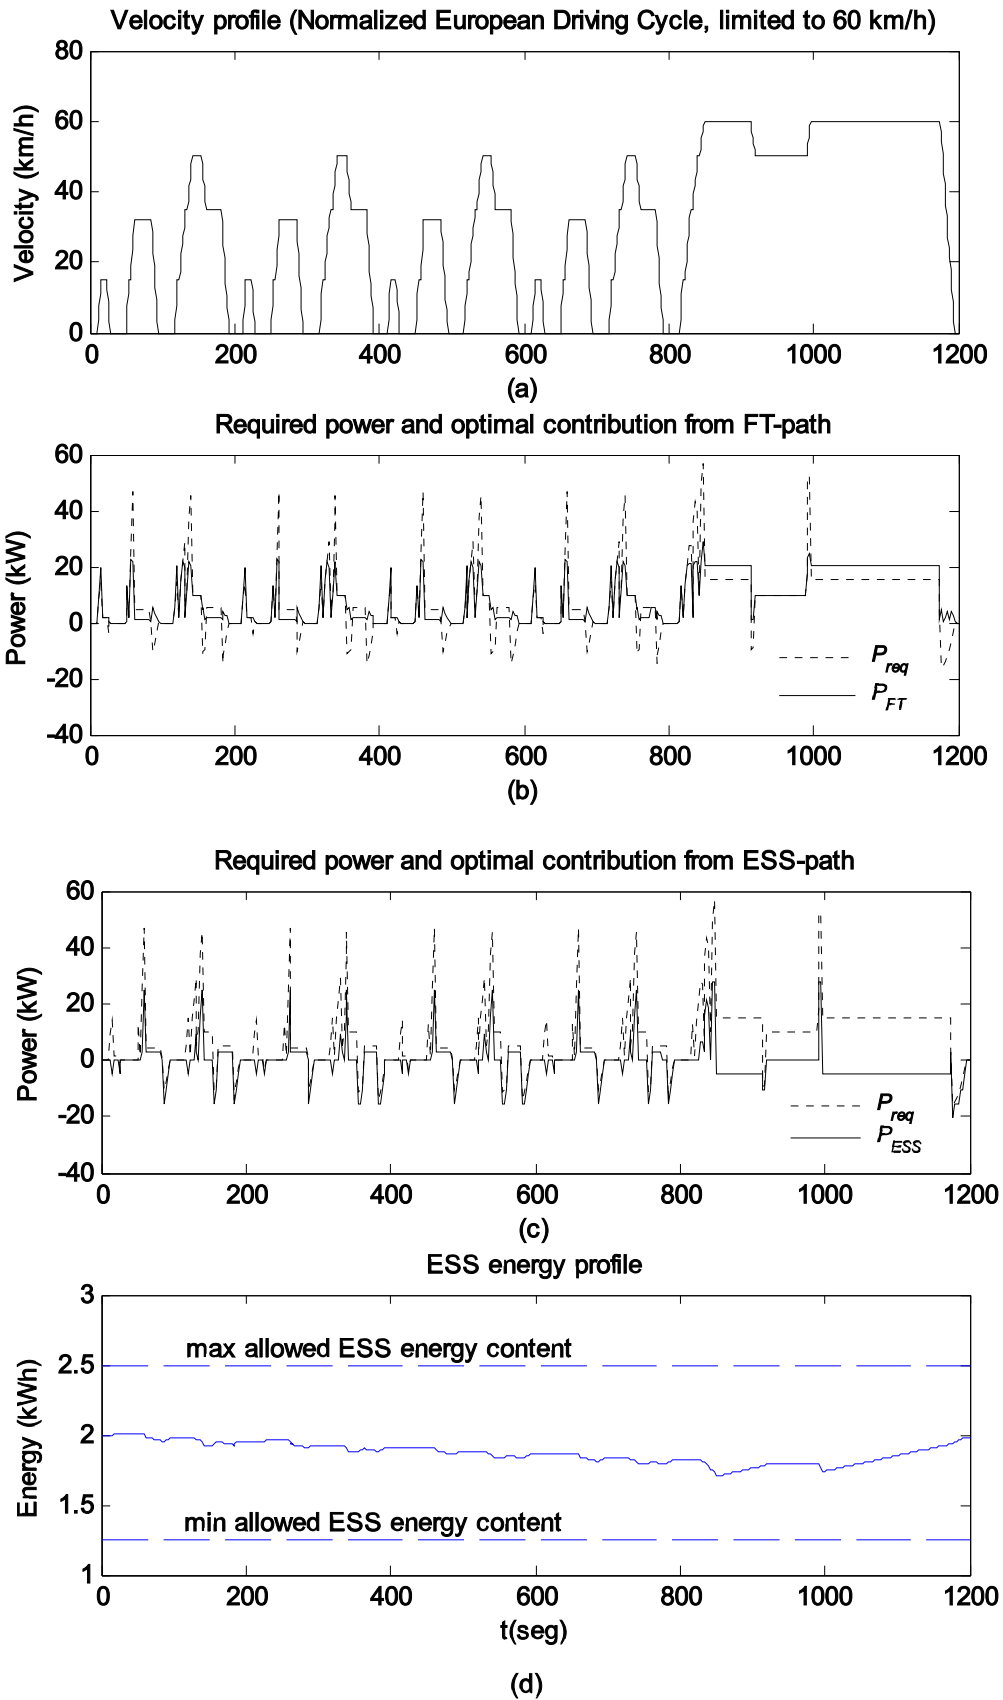 Velocity profile (Normalized European Driving Cycle, limited to 60 km/h)
80
60
40
20
0
Velocity (km/h)
0 200 400 600 800 1000 1200
(a)
Required power and optimal contribution from FT-path
60
40
20
0
-20
-40
Power (kW)
P req
P FT
0 200 400 600 800 1000 1200
(b)
Required power and optimal contribution from ESS-path
60
40
20
0
-20
-40
Power (kW)
P req
P ESS
0 200 400 600 800 1000 1200
(c)
ESS energy profile
3
2.5
2
1.5
1
Energy (kWh)
max allowed ESS energy content
min allowed ESS energy content
0 200 400 600 800 1000 1200
t(seg)
(d)